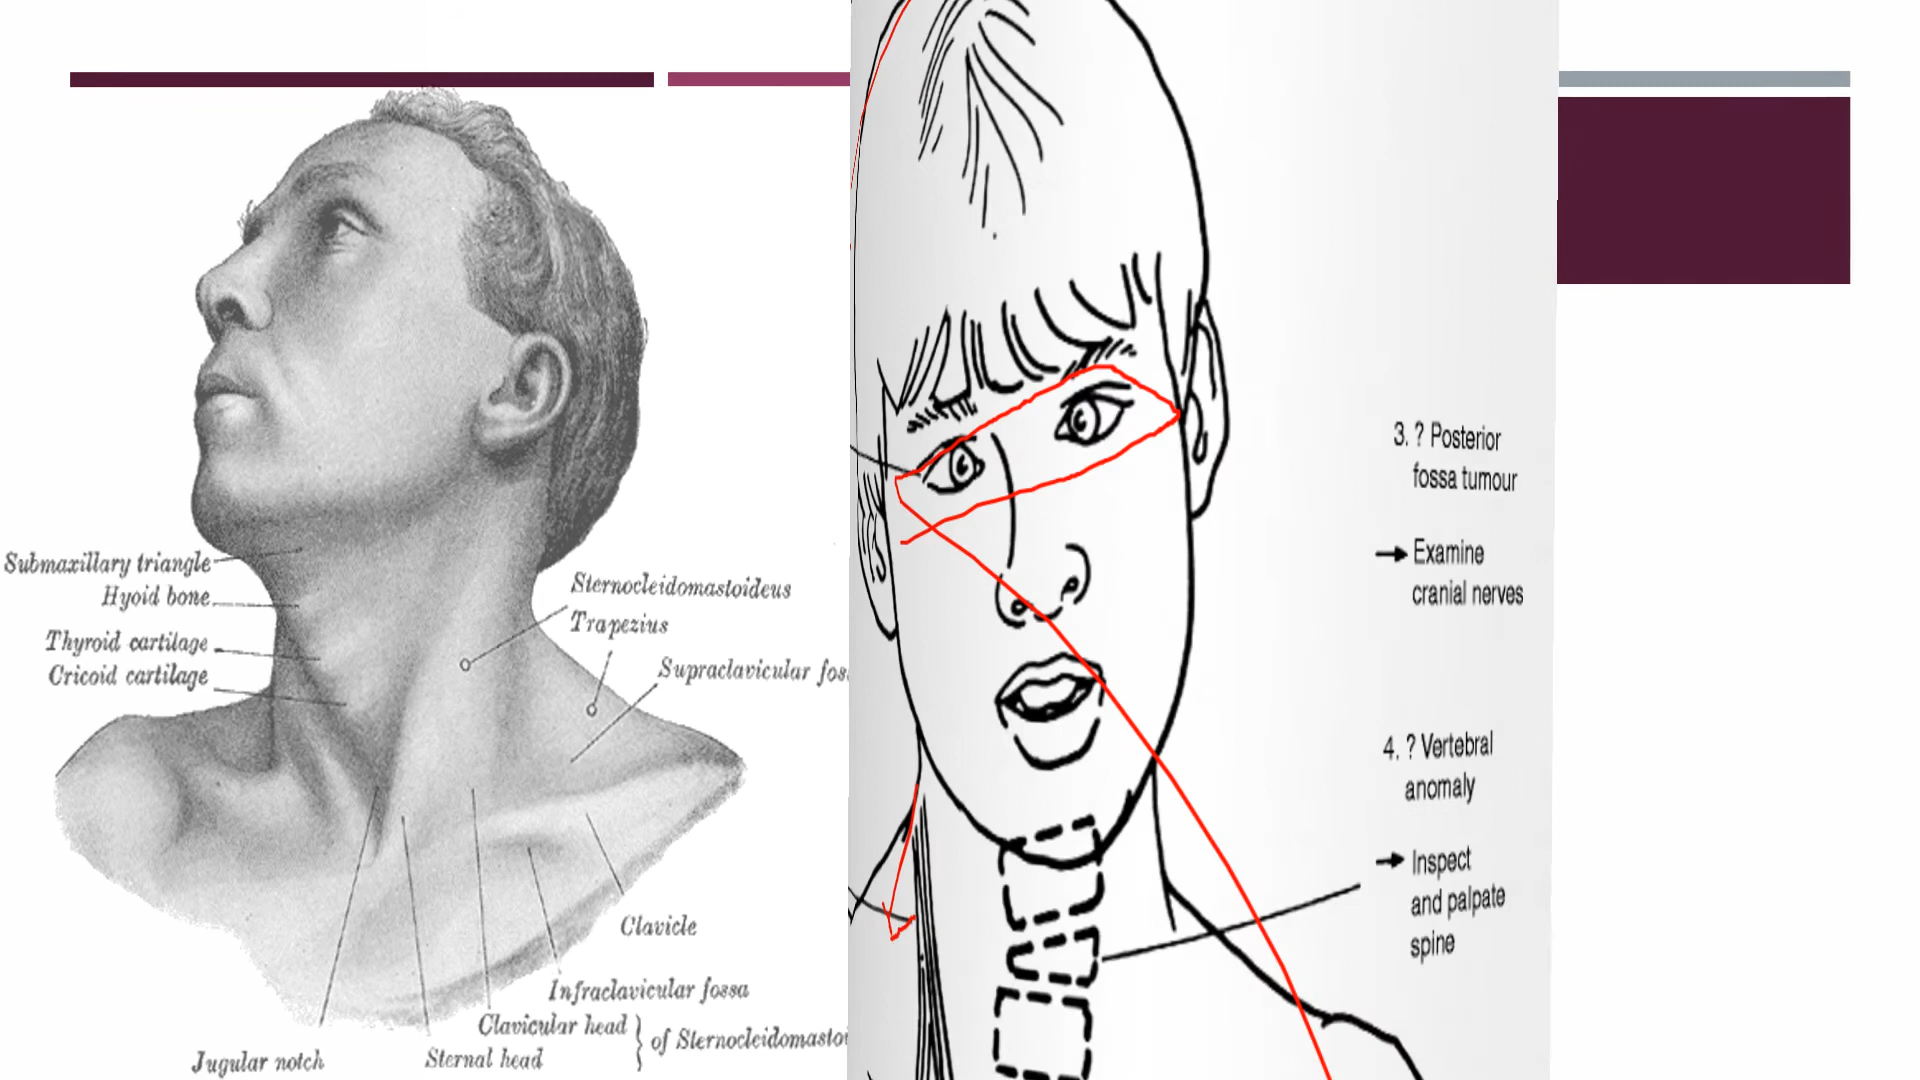 Submaxillary triangle
Hyoid bone
Thyroid cartilage
Cricoid cartilage
Sternocleidomastoideus
Trapezius
Supraclavicular fos
Clavicle
Infraclavicular fossa
Clavicular head
Sternal head
of Sternocleidomastoi
Jugular notch
3. ? Posterior
fossa tumour
→ Examine
cranial nerves
4. ? Vertebral
anomaly
→ Inspect
and palpate
spine